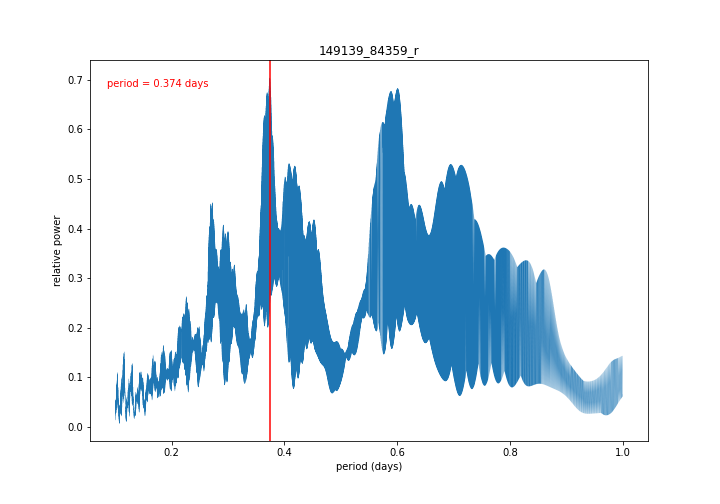 149139_84359_r
period = 0.374 days
relative power
0.7
0.6
0.5
0.4
0.3
0.2
0.1
0.0
0.2 0.4 0.6 0.8 1.0
period (days)